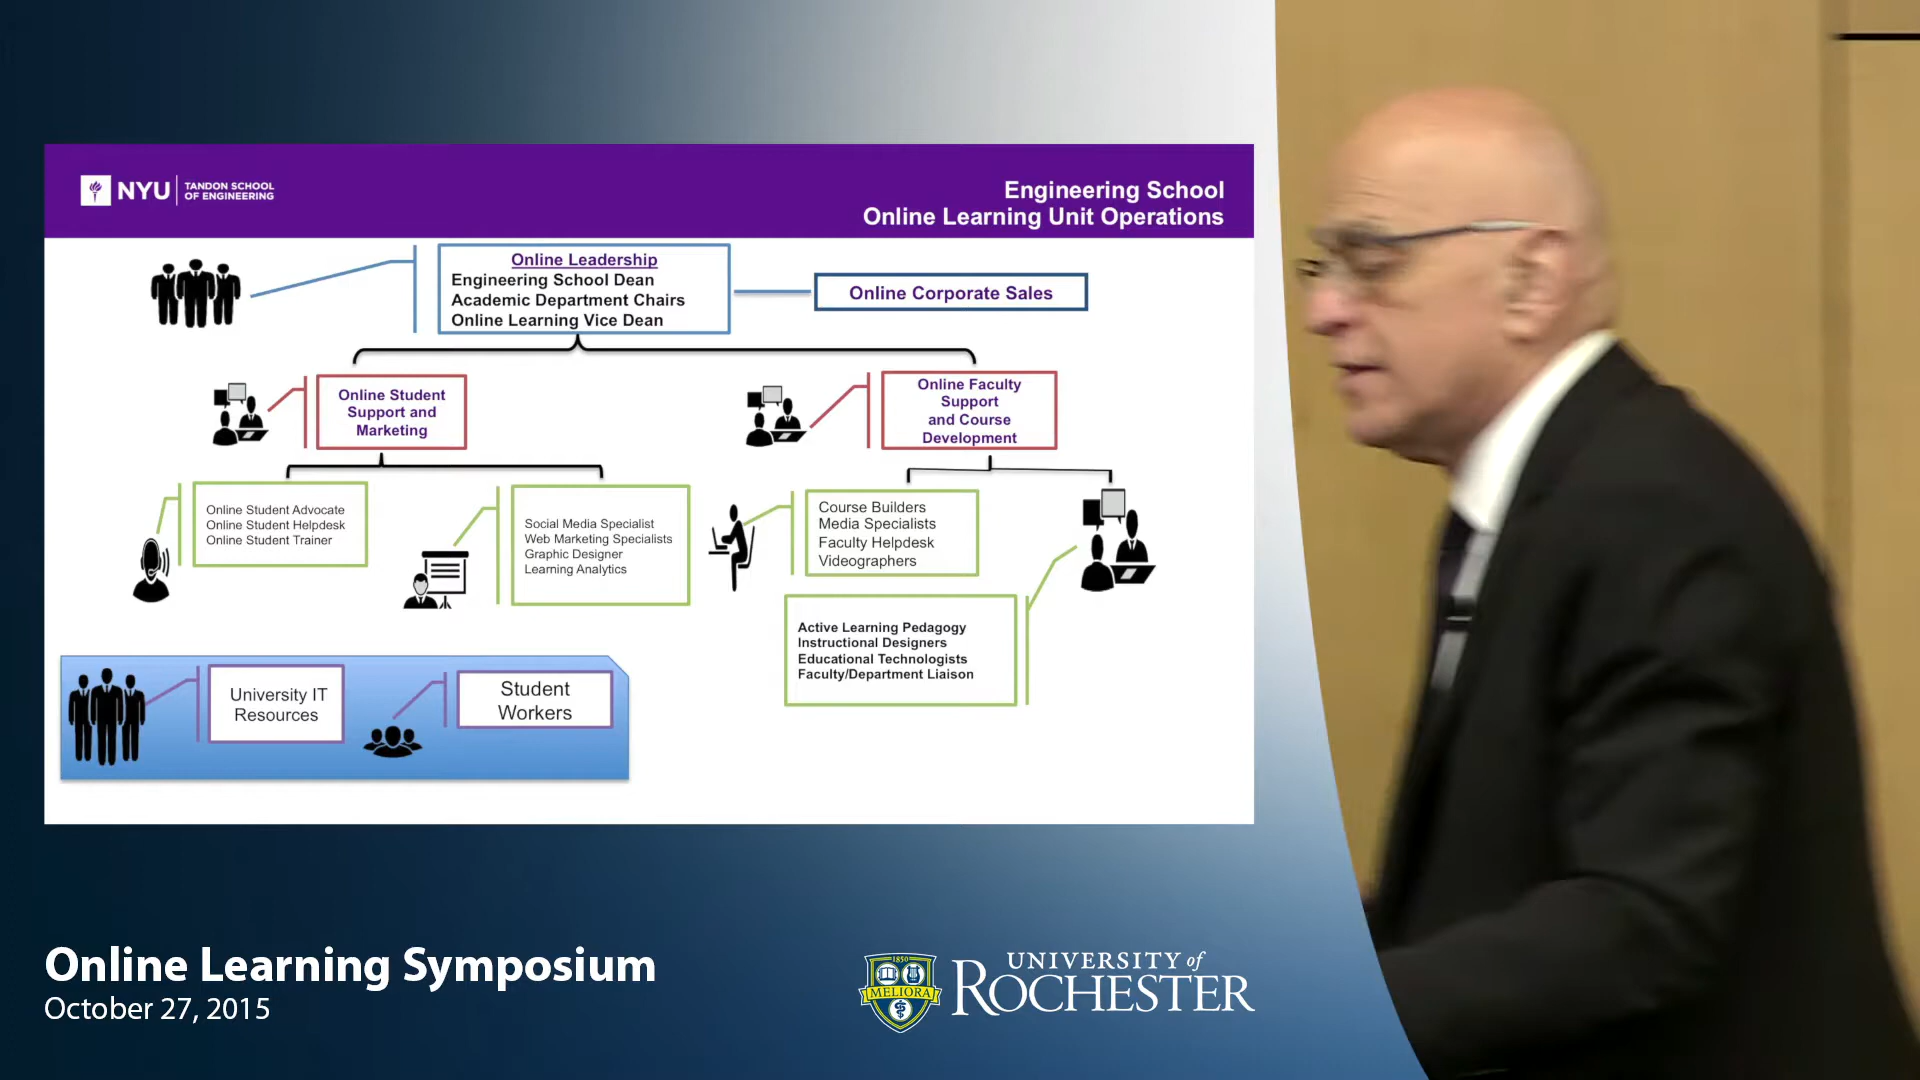 NYU
TANDON SCHOOL
OF ENGINEERING
Engineering School
Online Learning Unit Operations
Online Leadership
Engineering School Dean
Academic Department Chairs
Online Learning Vice Dean
Online Corporate Sales
Online Student
Support and
Marketing
Online Faculty
Support
and Course
Development
Online Student Advocate
Online Student Helpdesk
Online Student Trainer
Social Media Specialist
Web Marketing Specialists
Graphic Designer
Learning Analytics
Course Builders
Media Specialists
Faculty Helpdesk
Videographers
Active Learning Pedagogy
Instructional Designers
Educational Technologists
Faculty/Department Liaison
University IT
Resources
Student
Workers
Online Learning Symposium
October 27, 2015
1850
MELIORA
UNIVERSITY of
ROCHESTER